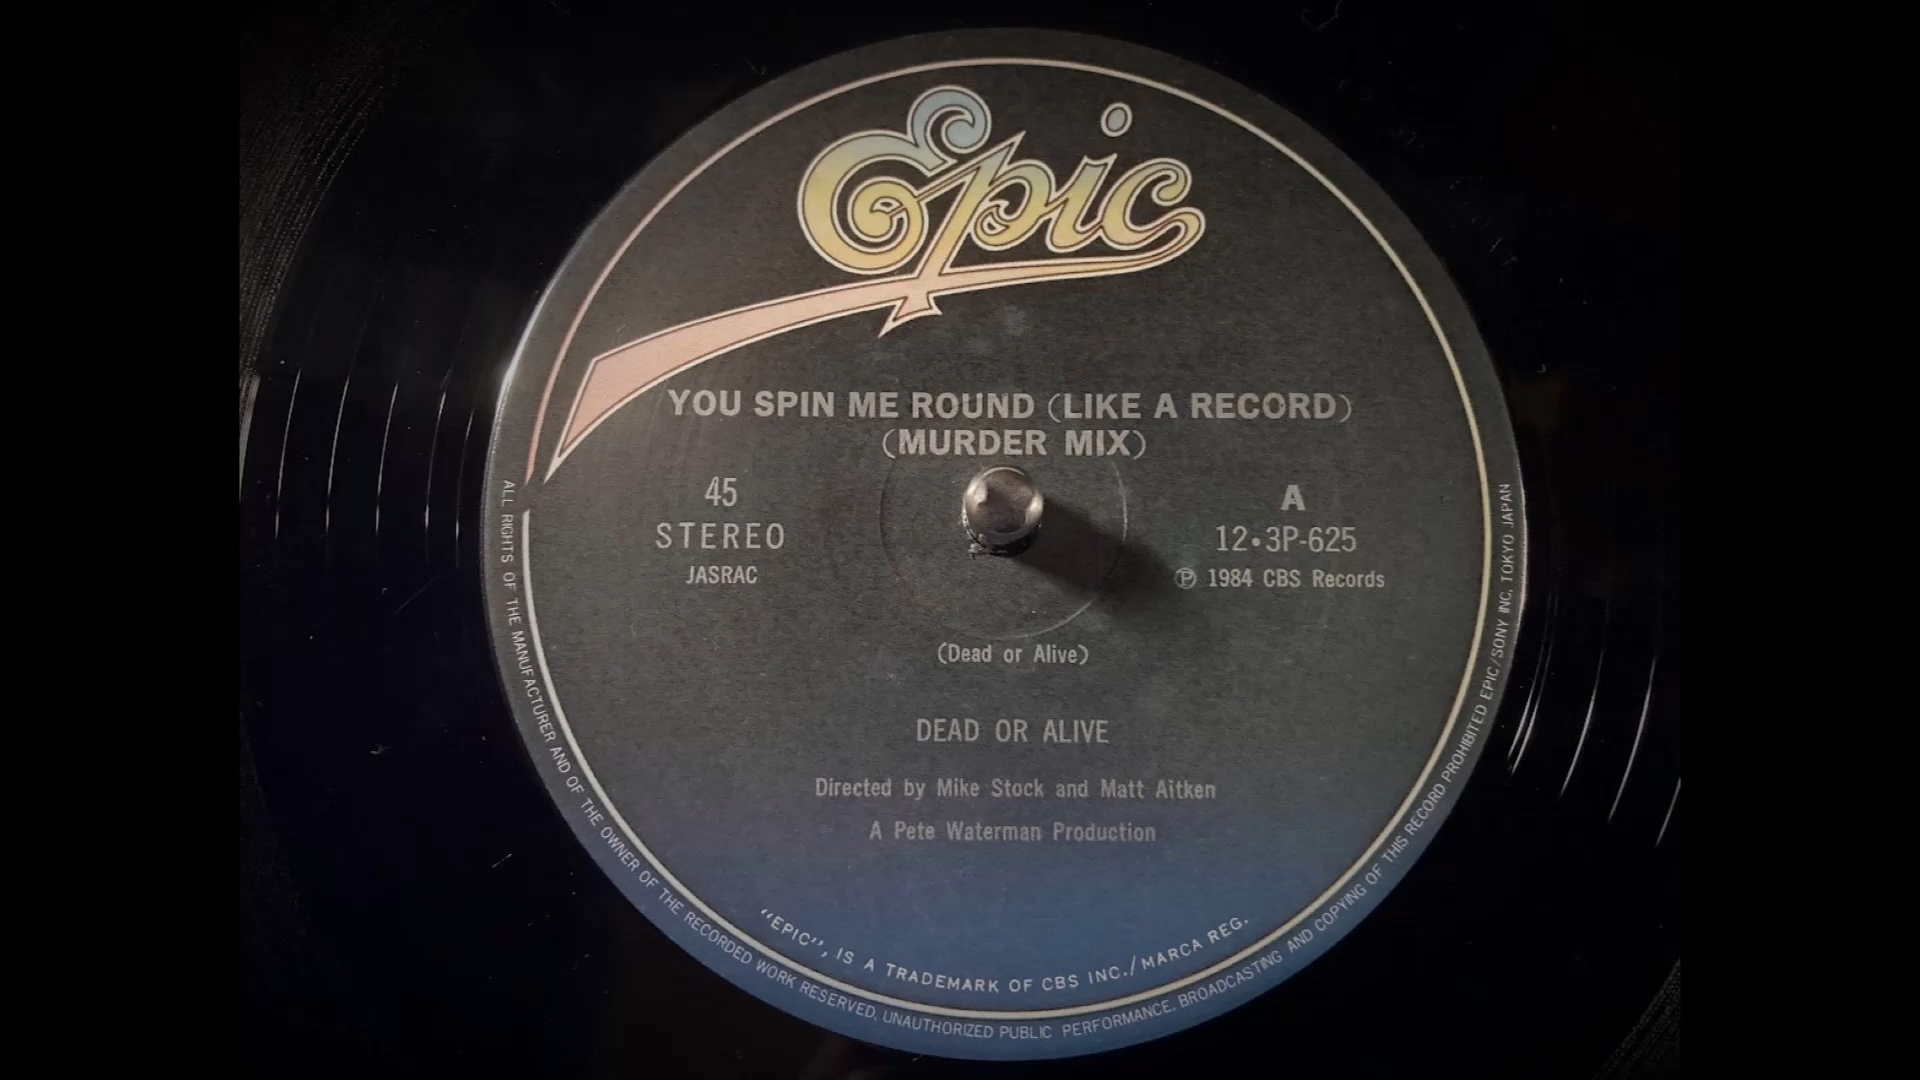 Epic
YOU SPIN ME ROUND (LIKE A RECORD)
(MURDER MIX)
45
STEREO
JASRAC
A
12•3P-625
Ⓟ 1984 CBS Records
(Dead or Alive)
DEAD OR ALIVE
Directed by Mike Stock and Matt Aitken
A Pete Waterman Production
"EPIC", IS A TRADEMARK OF CBS INC./MARCA REG.
ALL RIGHTS OF THE MANUFACTURER AND OF THE OWNER OF THE RECORDED WORK RESERVED, UNAUTHORIZED PUBLIC PERFORMANCE, BROADCASTING AND COPYING OF THIS RECORD PROHIBITED EPIC/SONY INC, TOKYO JAPAN